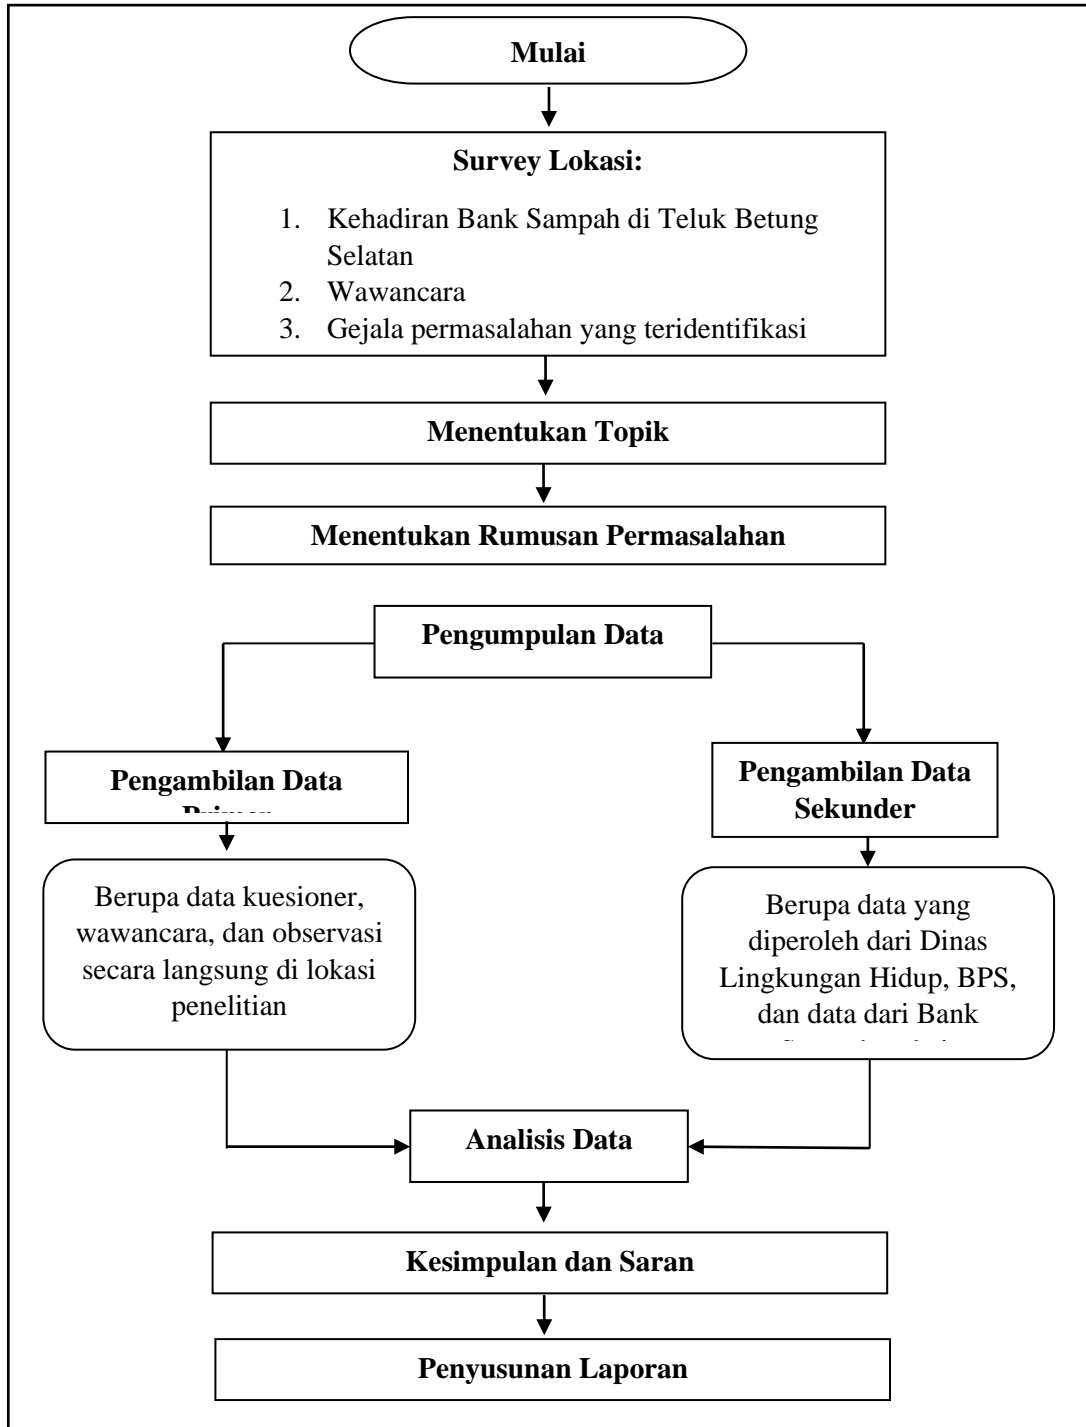 Mulai
Survey Lokasi:
1. Kehadiran Bank Sampah di Teluk Betung
Selatan
2. Wawancara
3. Gejala permasalahan yang teridentifikasi
Menentukan Topik
Menentukan Rumusan Permasalahan
Pengumpulan Data
Pengambilan Data
Pengambilan Data
Sekunder
Berupa data kuesioner,
wawancara, dan observasi
secara langsung di lokasi
penelitian
Berupa data yang
diperoleh dari Dinas
Lingkungan Hidup, BPS,
dan data dari Bank
Analisis Data
Kesimpulan dan Saran
Penyusunan Laporan